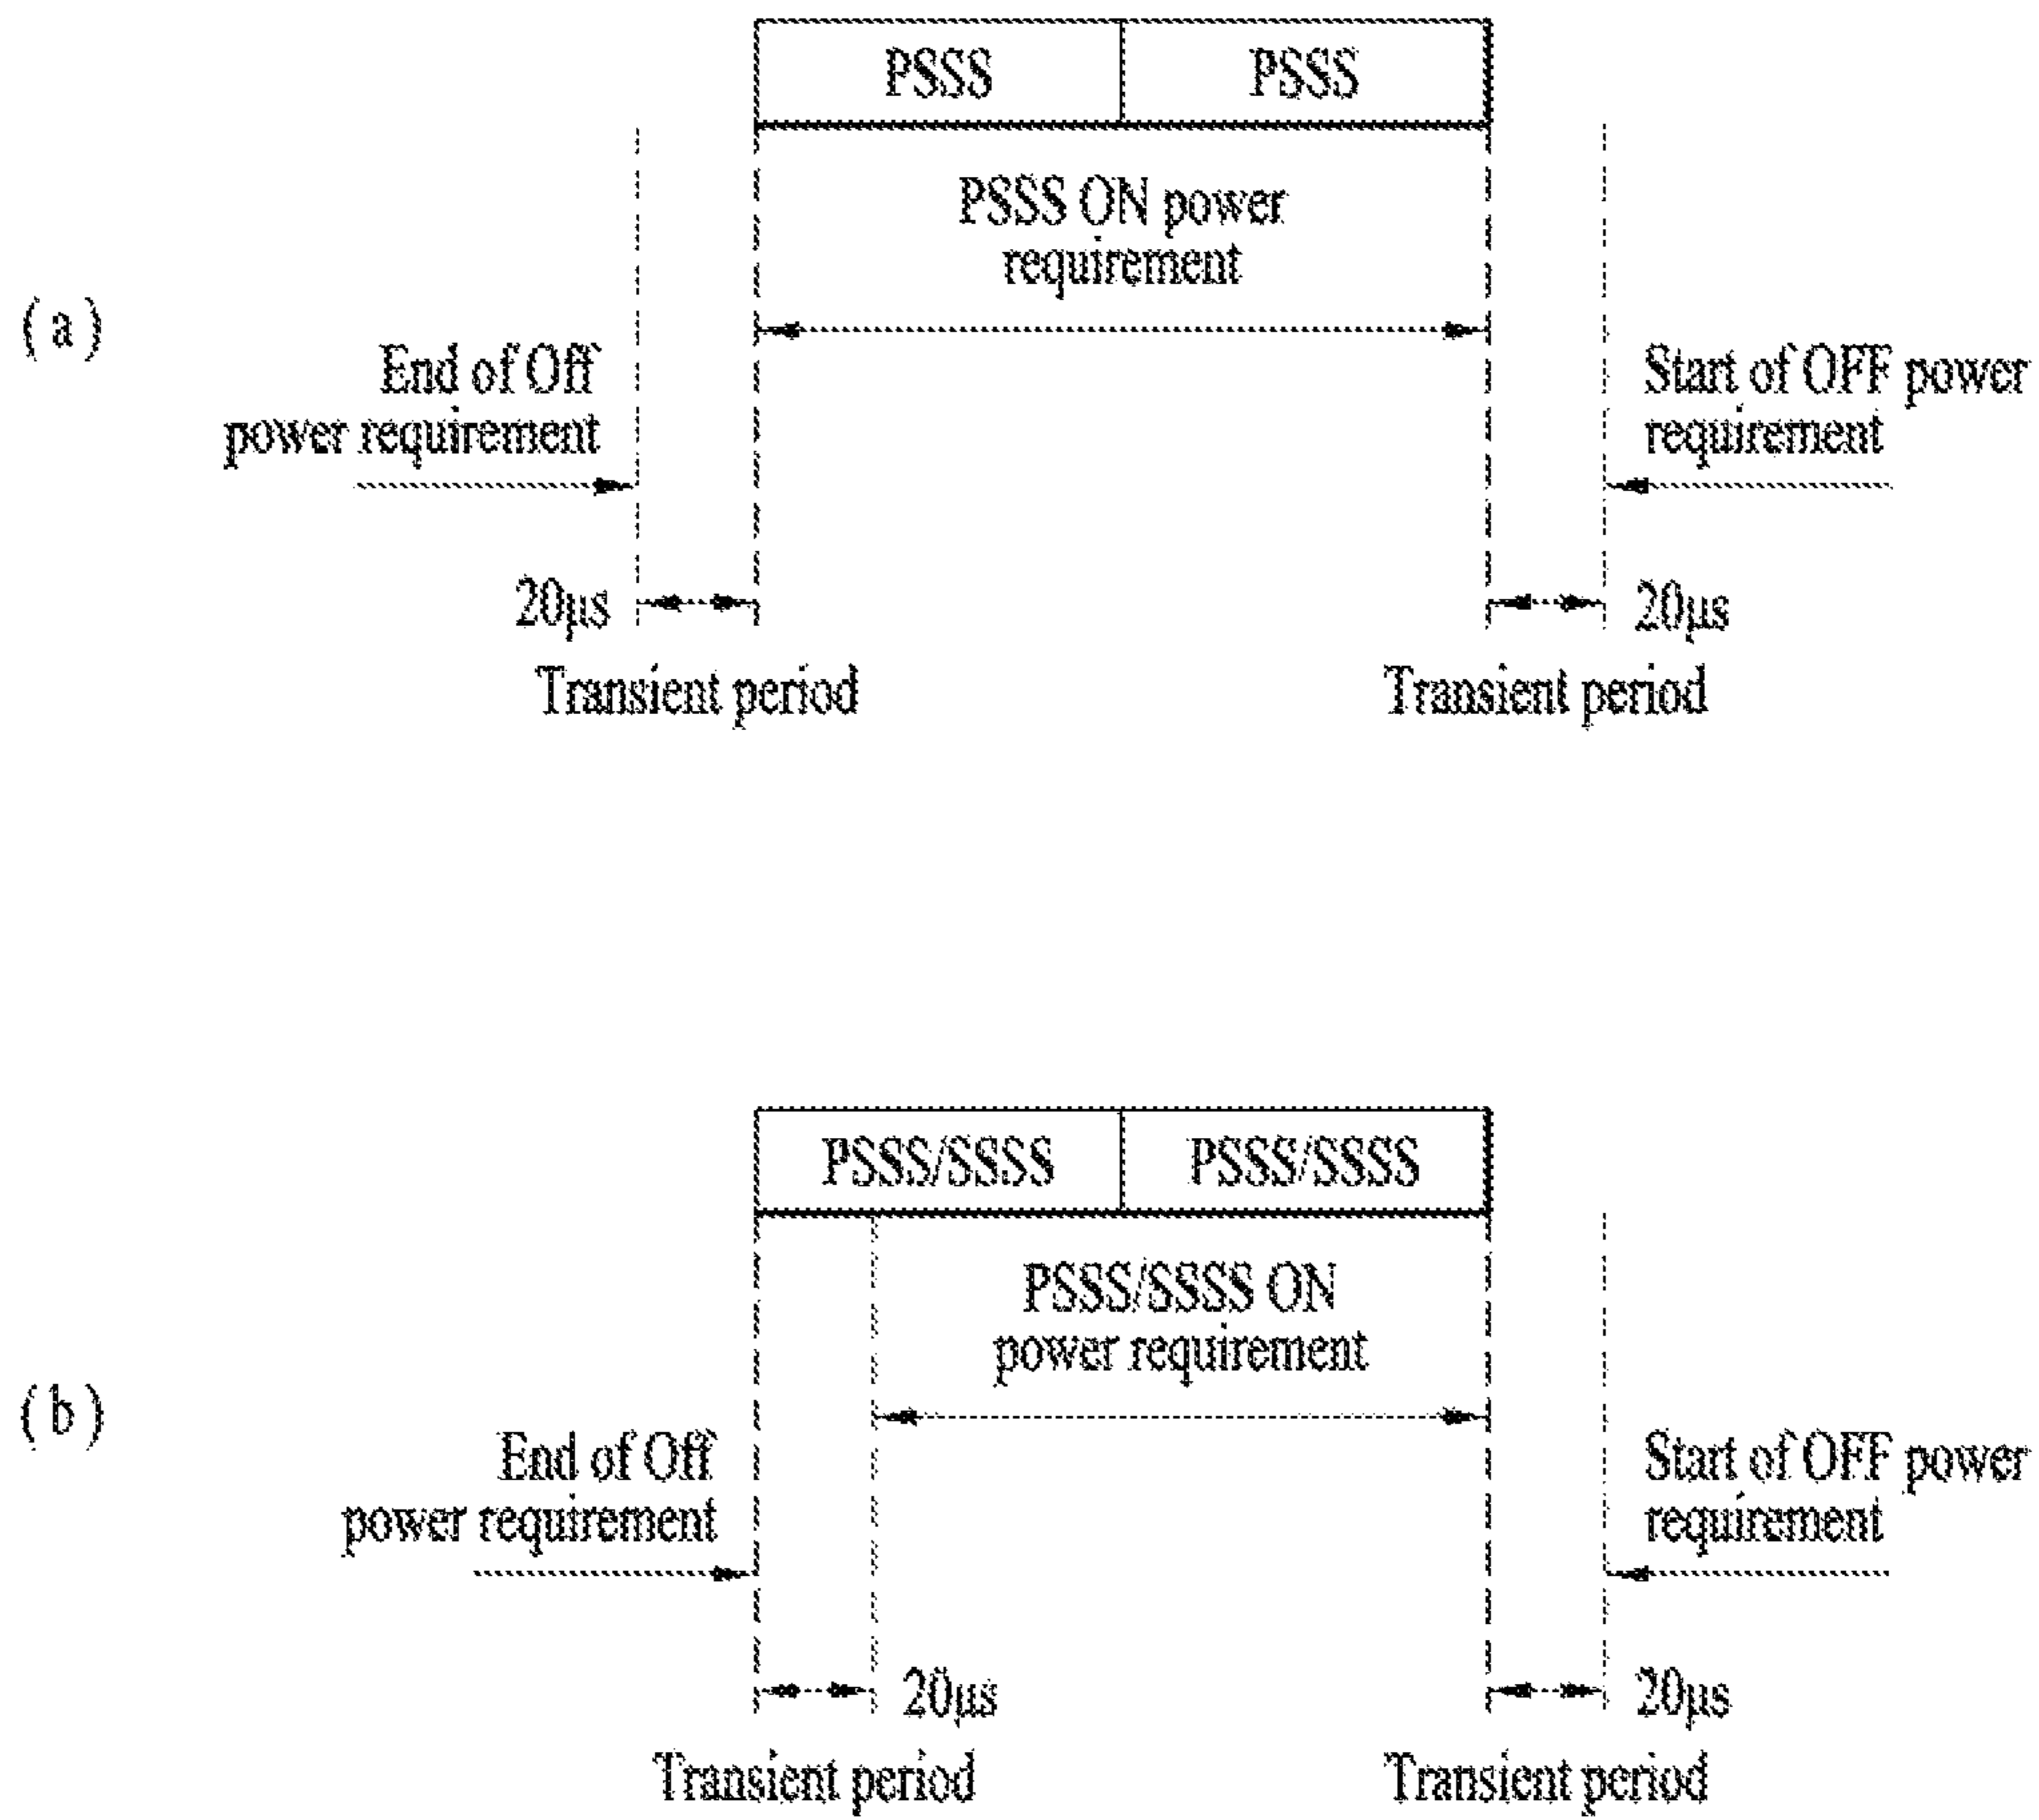 PSSS PSSS
PSSS ON power
requirement
(a)
End of Off
power requirement
Start of OFF power
requirement
20μs
20μs
Transient period
Transient period
PSSS/SSSS PSSS/SSSS
PSSS/SSSS ON
power requirement
(b)
End of Off
power requirement
Start of OFF power
requirement
20μs
20μs
Transient period
Transient period